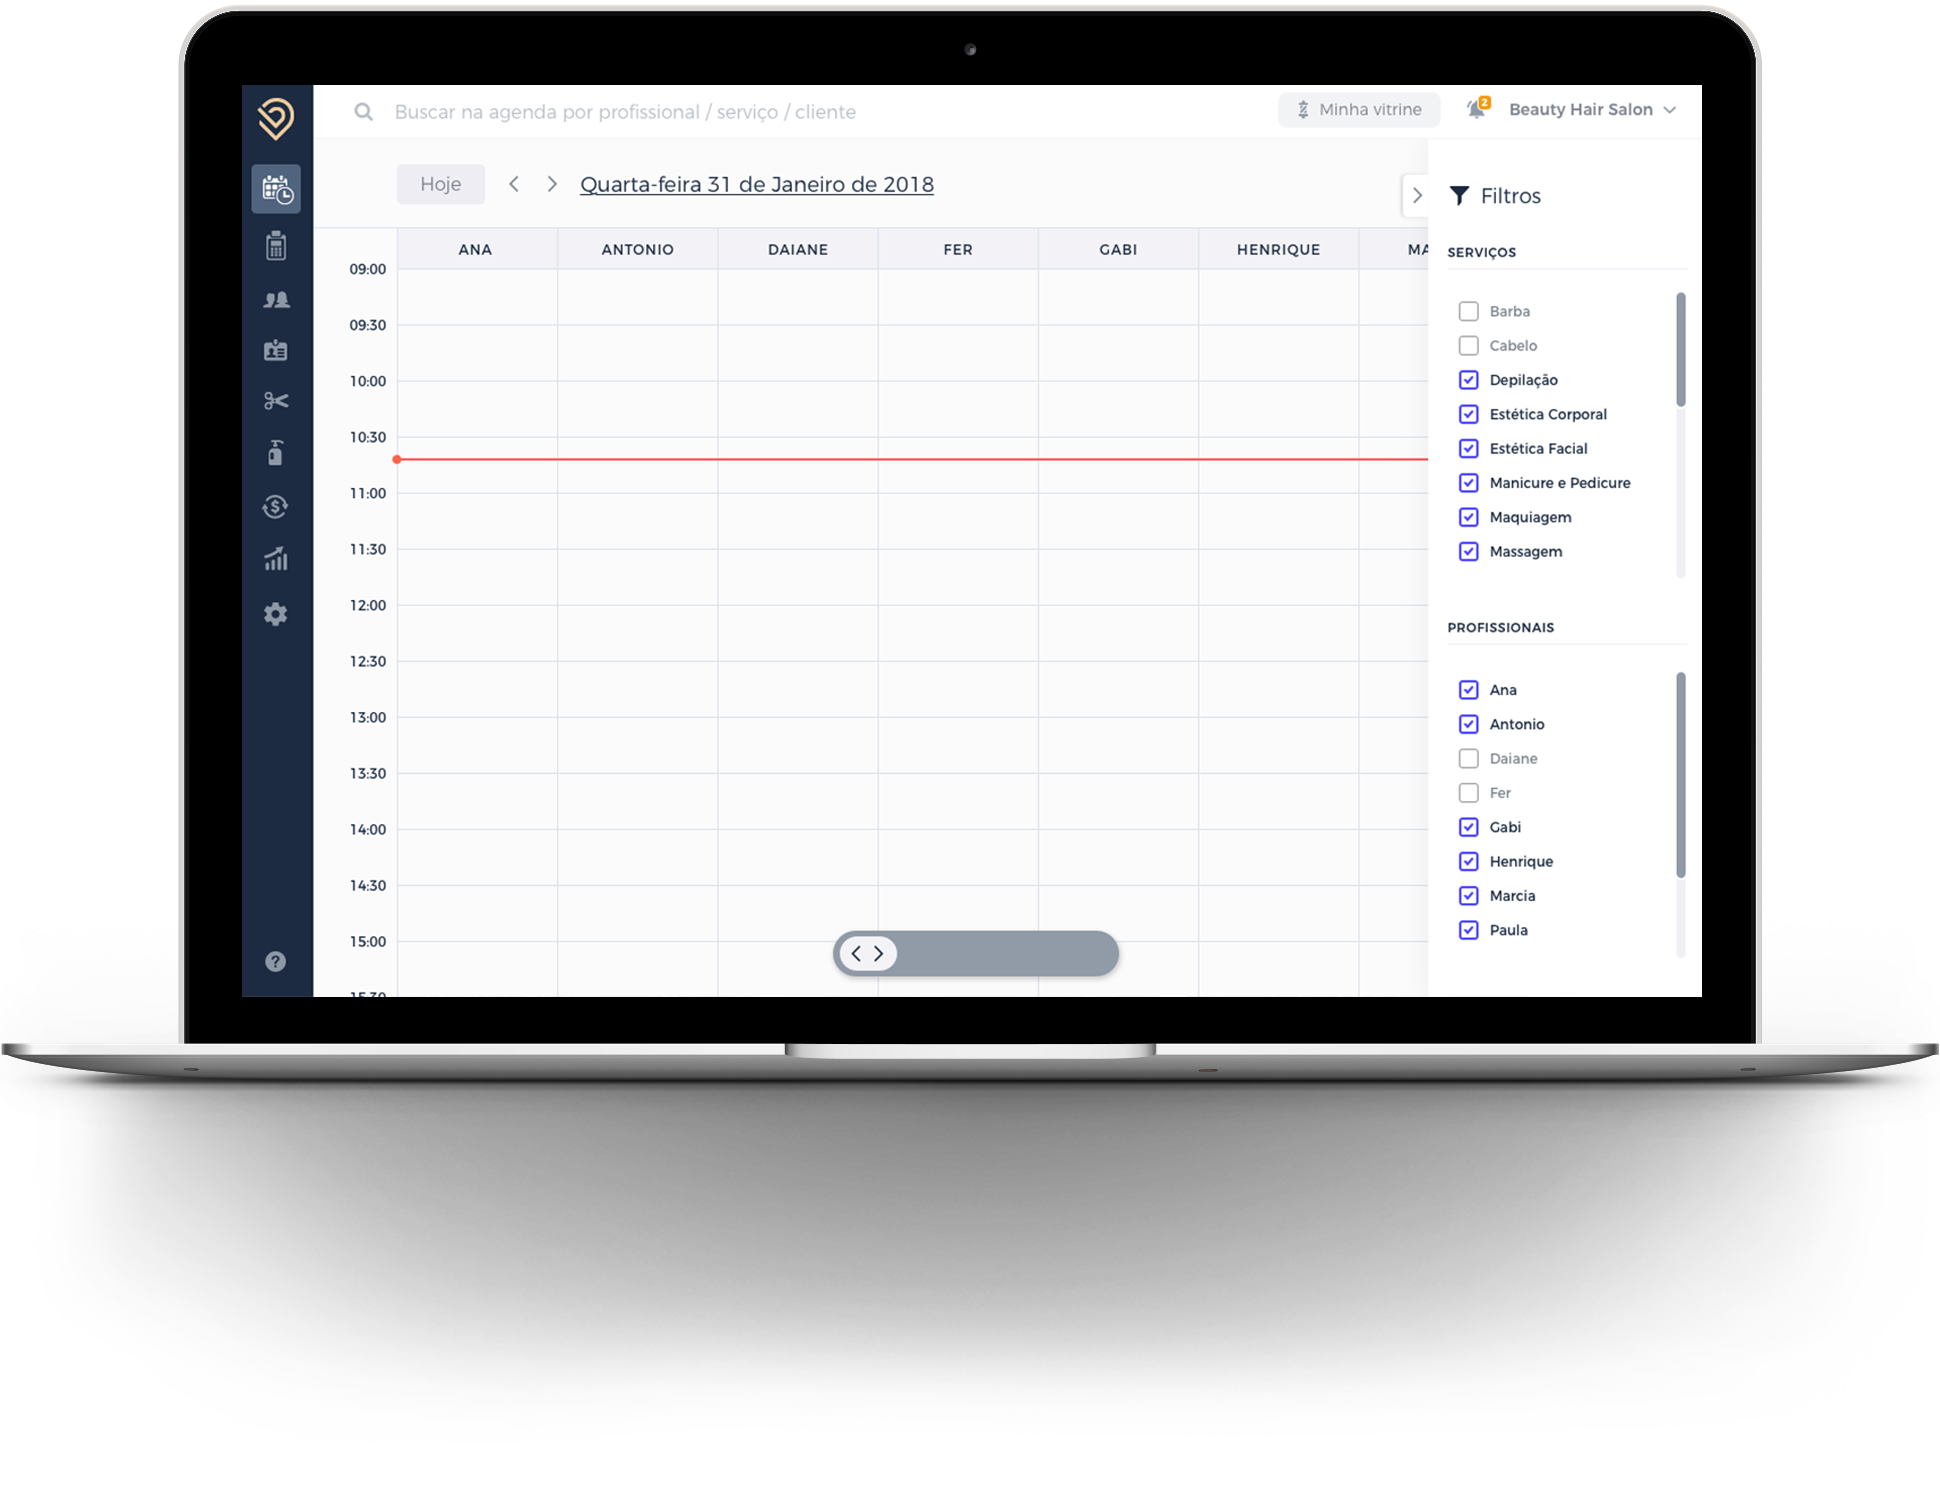 Buscar na agenda por profissional / serviço / cliente
Minha vitrine
2
Beauty Hair Salon
Hoje
Quarta-feira 31 de Janeiro de 2018
ANA
ANTONIO
DAIANE
FER
GABI
HENRIQUE
MA
09:00
09:30
10:00
10:30
11:00
11:30
12:00
12:30
13:00
13:30
14:00
14:30
15:00
15:30
Filtros
SERVIÇOS
Barba
Cabelo
Depilação
Estética Corporal
Estética Facial
Manicure e Pedicure
Maquiagem
Massagem
PROFISSIONAIS
Ana
Antonio
Daiane
Fer
Gabi
Henrique
Marcia
Paula